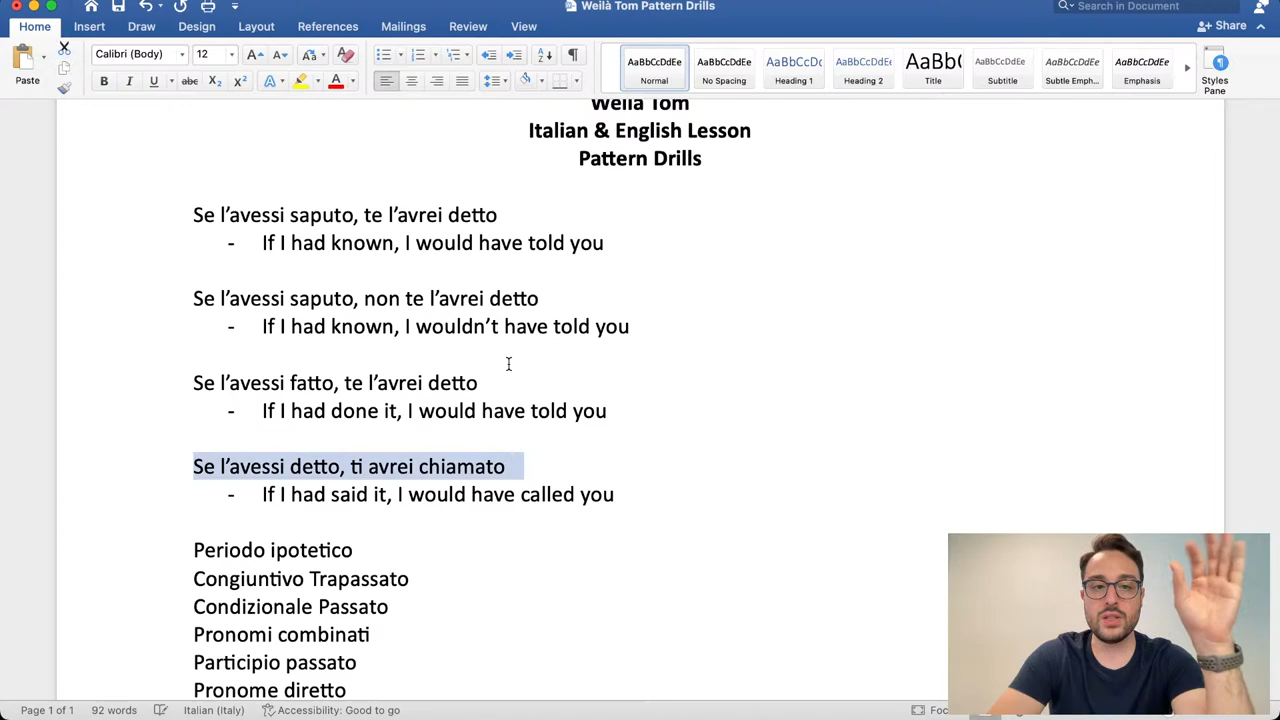 Weilà Tom Pattern Drills
Search in Document
Home Insert Draw Design Layout References Mailings Review View
Share
Paste
Calibri (Body) 12
AaBbCcDdEe AaBbCcDdEe AaBbCcDc AaBbCcDdEe AaBb( AaBbCcDdEe AaBbCcDdEe AaBbCcDdEe
Normal No Spacing Heading 1 Heading 2 Title Subtitle Subtle Emph... Emphasis
Styles
Pane
Weilà Tom
Italian & English Lesson
Pattern Drills
Se l’avessi saputo, te l’avrei detto
- If I had known, I would have told you
Se l’avessi saputo, non te l’avrei detto
- If I had known, I wouldn’t have told you
Se l’avessi fatto, te l’avrei detto
- If I had done it, I would have told you
Se l’avessi detto, ti avrei chiamato
- If I had said it, I would have called you
Periodo ipotetico
Congiuntivo Trapassato
Condizionale Passato
Pronomi combinati
Participio passato
Pronome diretto
Page 1 of 1 92 words Italian (Italy) Accessibility: Good to go